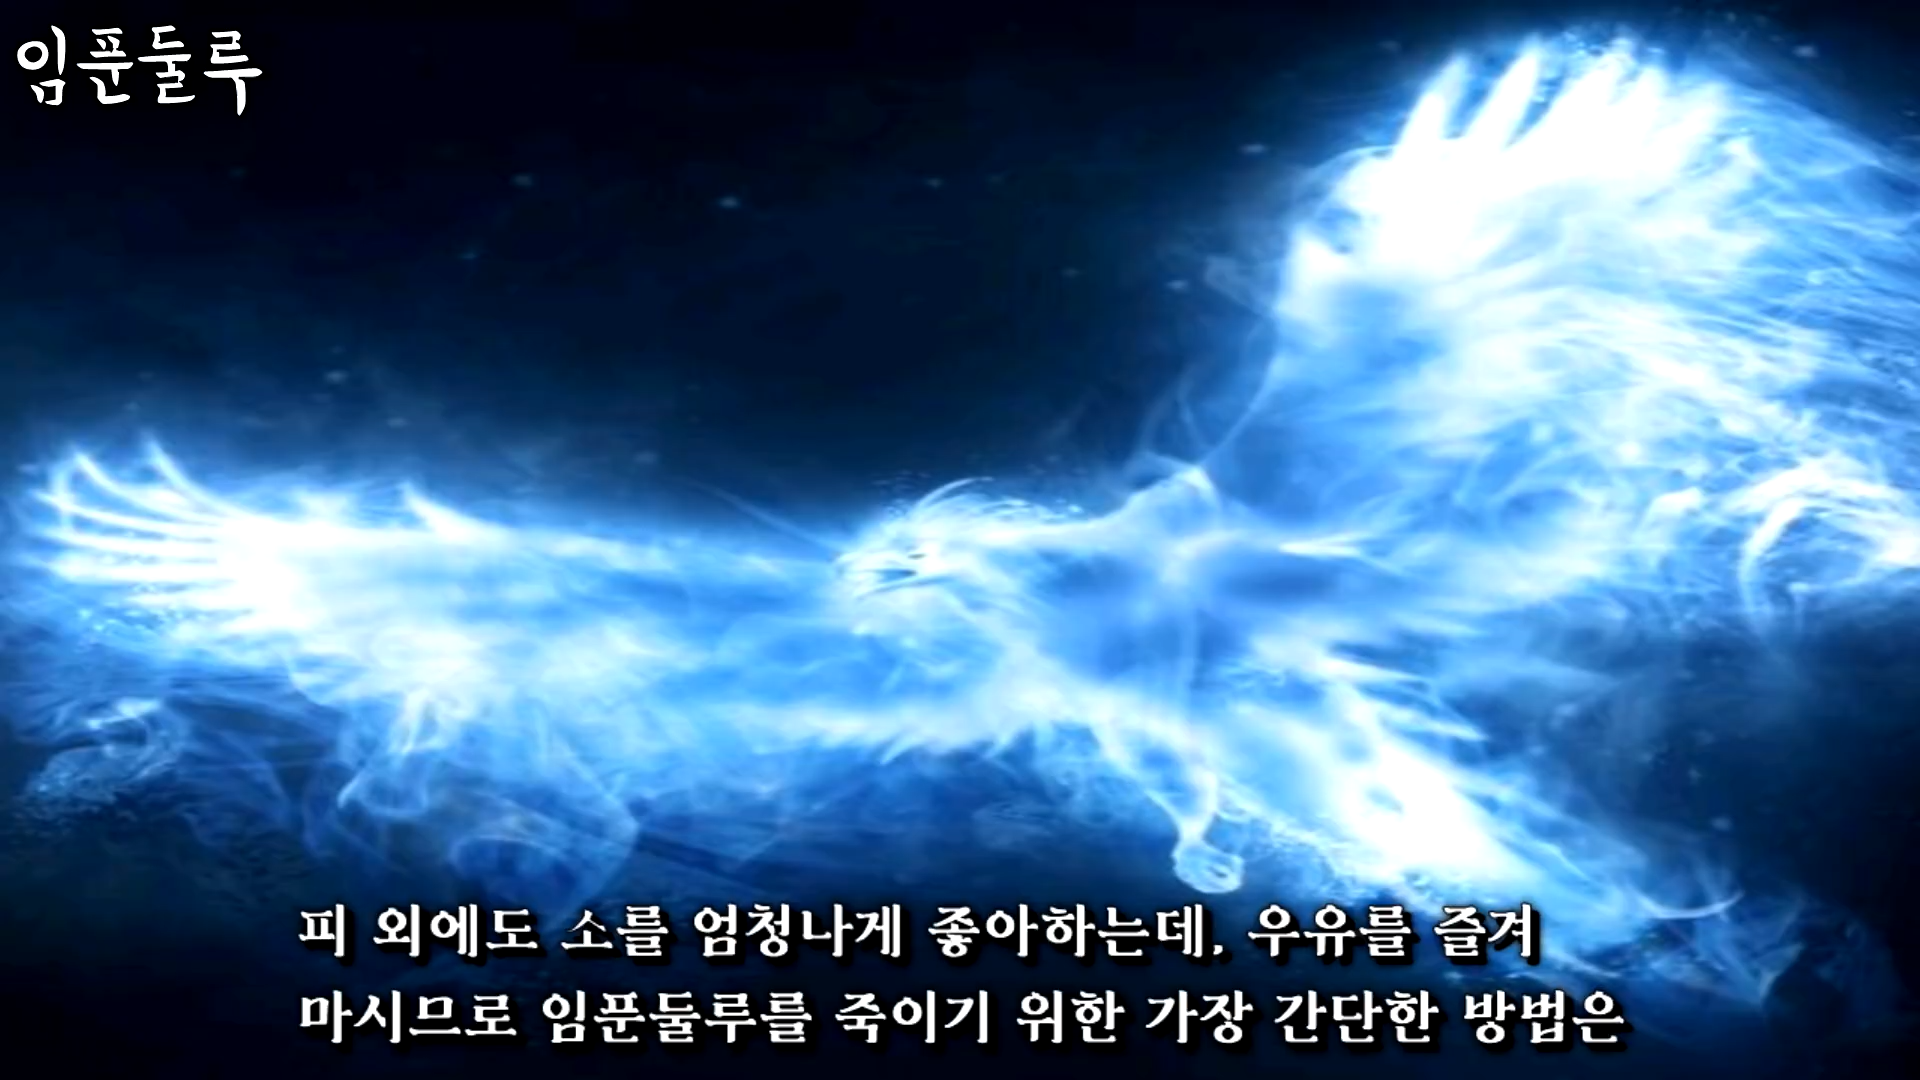 임푼둘루
피 외에도 소를 엄청나게 좋아하는데, 우유를 즐겨
마시므로 임푼둘루를 죽이기 위한 가장 간단한 방법은